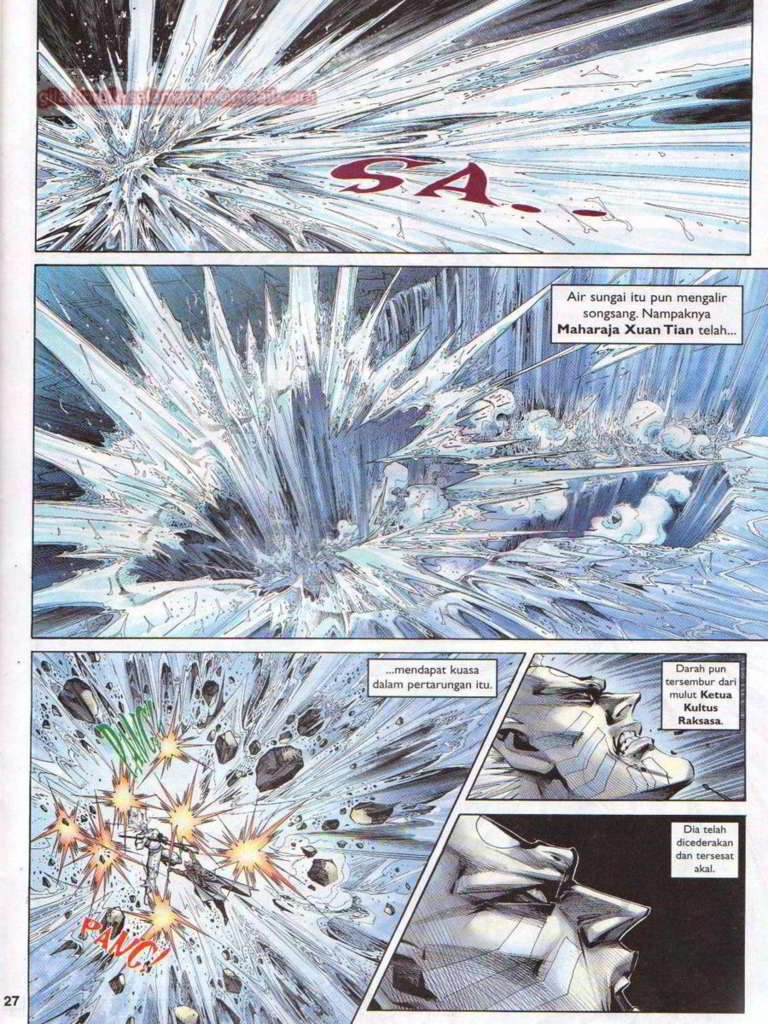 SA...
Air sungai itu pun mengalir
songsang. Nampaknya
Maharaja Xuan Tian telah...
...mendapat kuasa
dalam pertarungan itu.
PANG!
PANG!
Darah pun
tersembur dari
mulut Ketua
Kultus
Raksasa.
Dia telah
dicederakan
dan tersesat
akal.
27